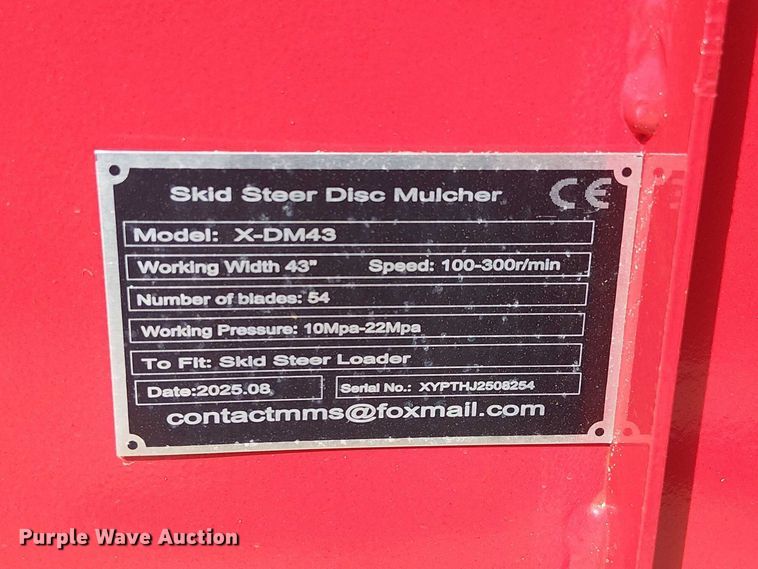 Skid Steer Disc Mulcher CE
Model: X-DM43
Working Width 43" Speed: 100-300r/min
Number of blades: 54
Working Pressure: 10Mpa-22Mpa
To Fit: Skid Steer Loader
Date:2025.08 Serial No.: XYPTHJ2508254
contactmms@foxmail.com
Purple Wave Auction